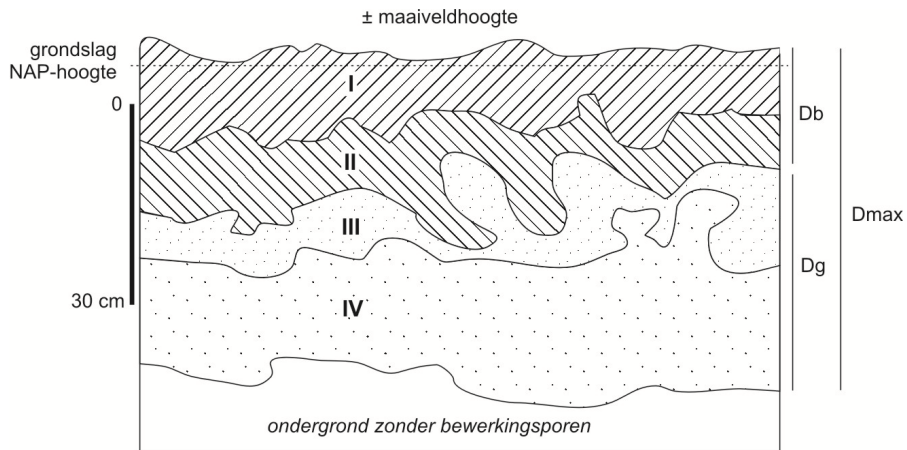 ± maaiveldhoogte
grondslag
NAP-hoogte
I
0
Db
II
Dmax
III
Dg
30 cm
IV
ondergrond zonder bewerkingsporen